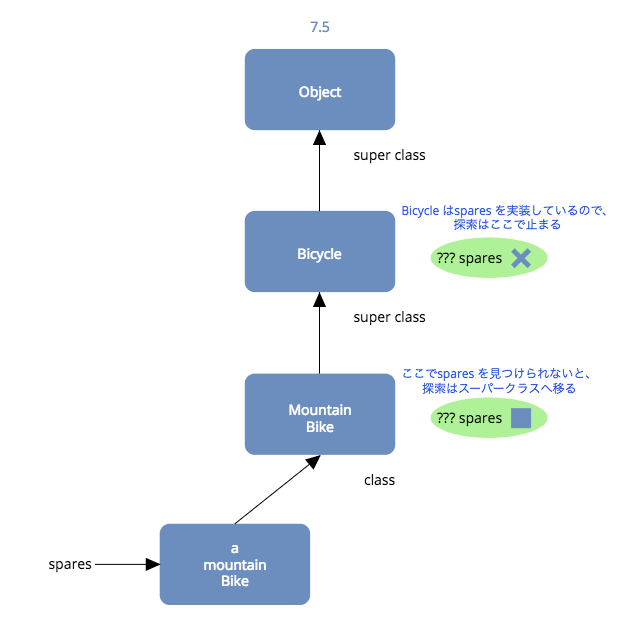 7.5
Object
super class
Bicycle はspares を実装しているので、
探索はここで止まる
Bicycle
??? spares
super class
ここでspares を見つけられないと、
探索はスーパークラスへ移る
Mountain
Bike
??? spares
class
a
mountain
Bike
spares